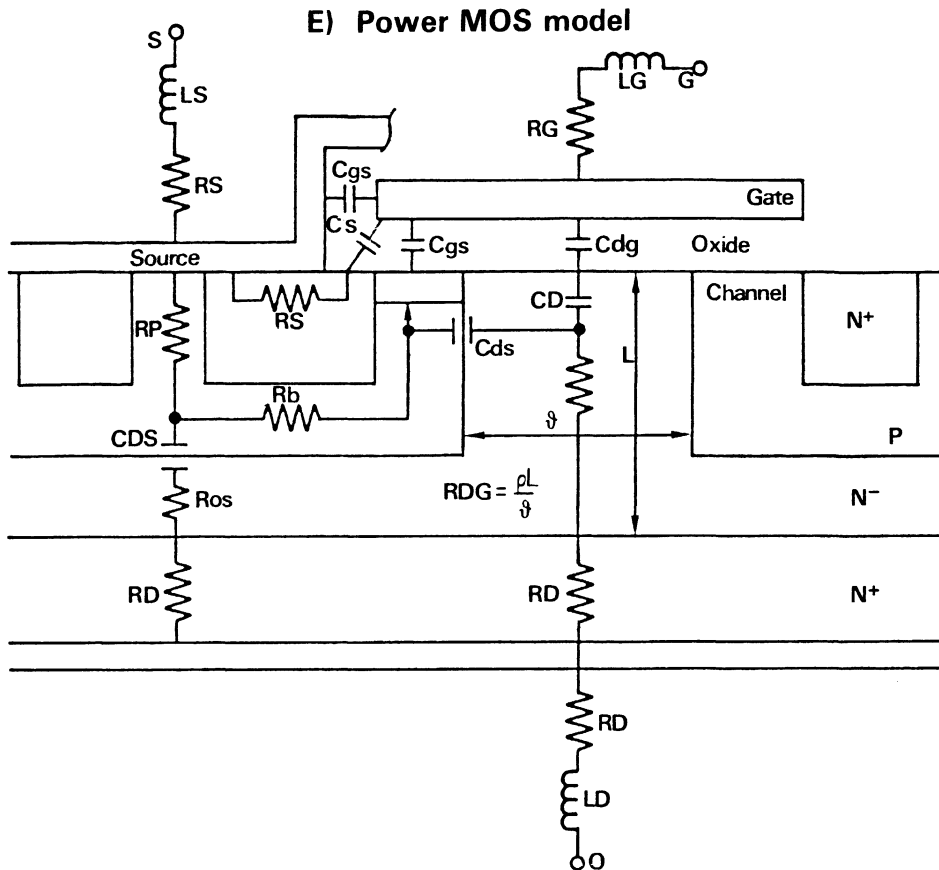 E) Power MOS model
S
LS
LG
G
RG
RS
Cgs
Gate
Cs
Cgs
Cdg
Oxide
Source
RP
RS
CD
Channel
N+
Cds
L
Rb
ϑ
CDS
P
Ros
RDG = ρL/ϑ
N−
RD
RD
N+
RD
LD
O